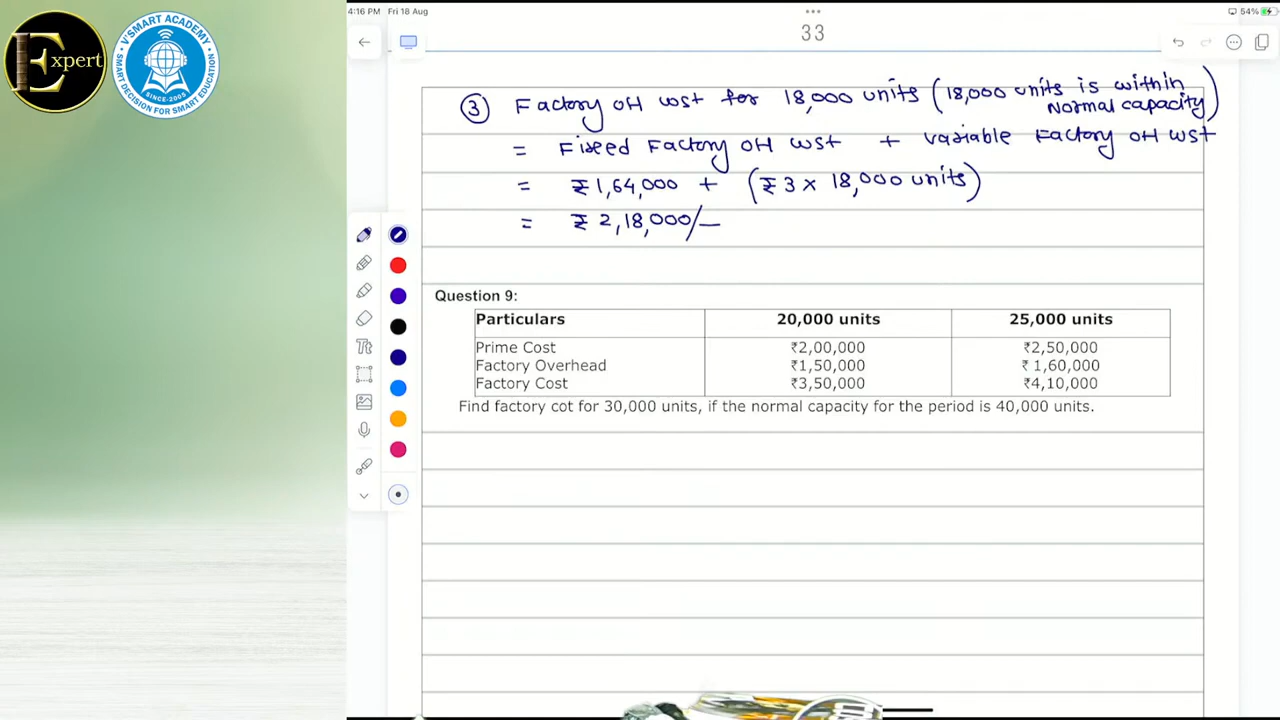 4:16 PM Fri 18 Aug
54%
33
Expert
V SMART ACADEMY
SINCE-2005
SMART DECISION FOR SMART EDUCATION
③ Factory OH cost for 18,000 units (18,000 units is within Normal capacity)
= Fixed Factory OH cost + variable Factory OH cost
= ₹1,64,000 + (₹3 × 18,000 units)
= ₹ 2,18,000/-
Tt
Question 9:
Particulars 20,000 units 25,000 units
Prime Cost ₹2,00,000 ₹2,50,000
Factory Overhead ₹1,50,000 ₹ 1,60,000
Factory Cost ₹3,50,000 ₹4,10,000
Find factory cot for 30,000 units, if the normal capacity for the period is 40,000 units.